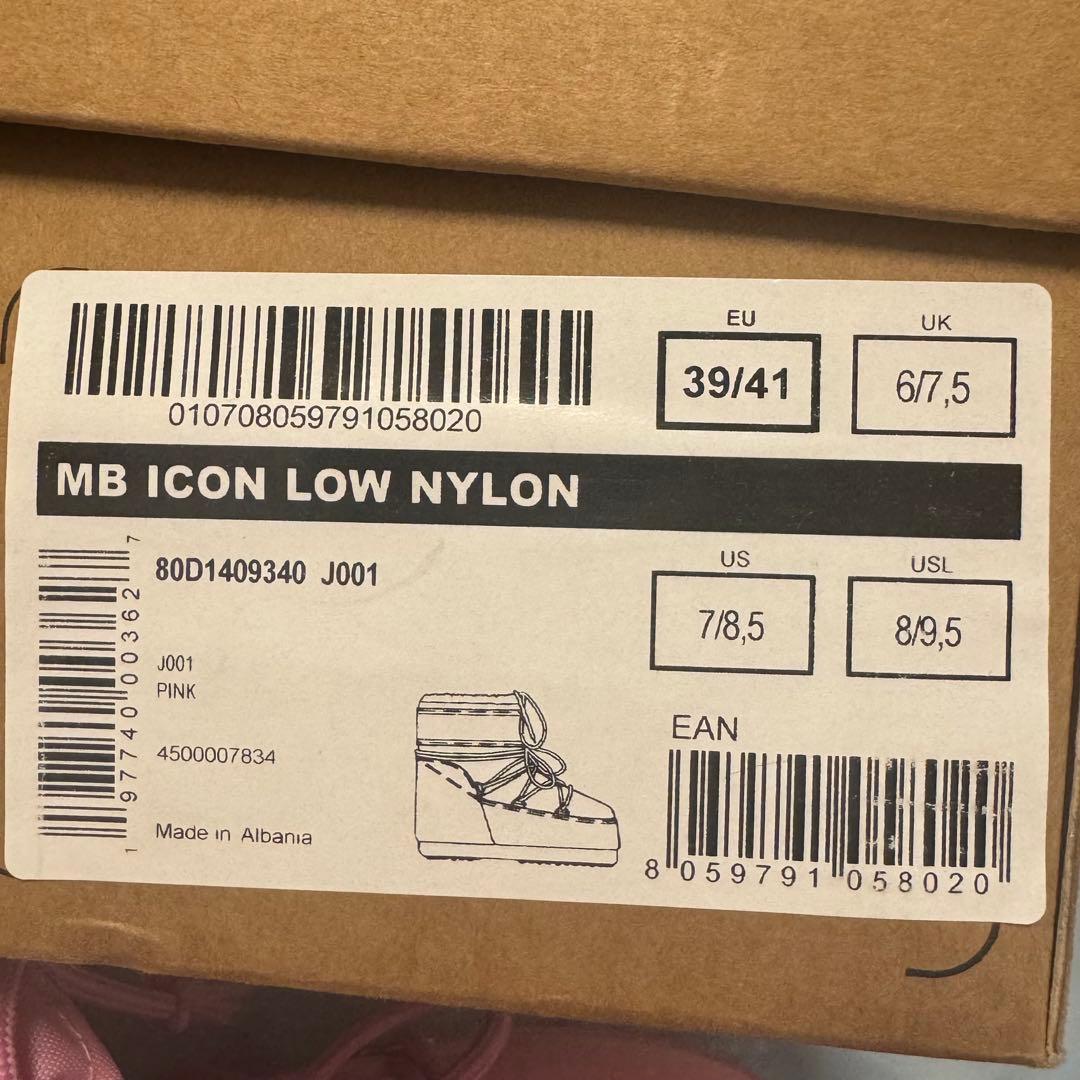 010708059791058020
EU
39/41
UK
6/7,5
MB ICON LOW NYLON
80D1409340 J001
US
7/8,5
USL
8/9,5
J001
PINK
4500007834
Made in Albania
1 97740 00362 7
EAN
8 059791 058020